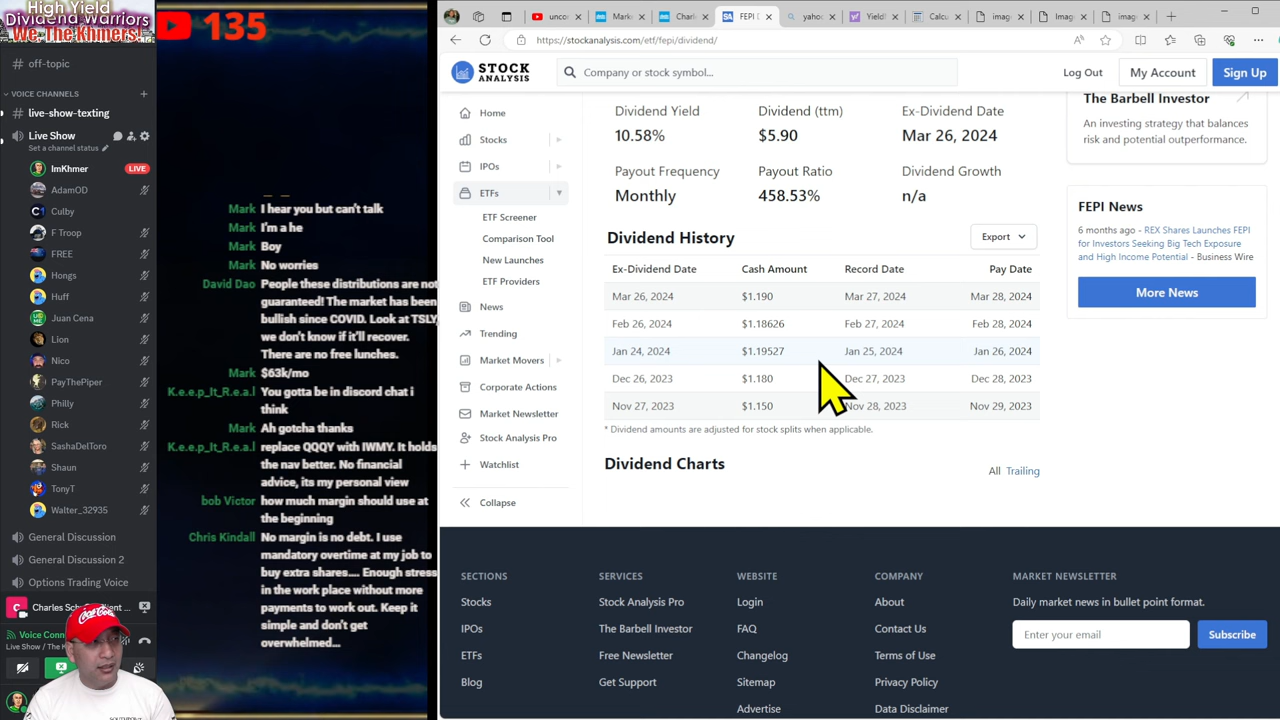 High Yield
Dividend Warriors
We The Khmers!
off-topic
VOICE CHANNELS
live-show-texting
Live Show
Set a channel status
ImKhmer
LIVE
AdamOD
Culby
F Troop
FREE
Hongs
Huff
Juan Cena
Lion
Nico
PayThePiper
Philly
Rick
SashaDelToro
Shaun
TonyT
Walter_32935
General Discussion
General Discussion 2
Options Trading Voice
135
Mark I hear you but can't talk
Mark I'm a he
Mark Boy
Mark No worries
David Dao People these distributions are not
guaranteed! The market has been
bullish since COVID. Look at TSLY,
we don't know if it'll recover.
There are no free lunches.
Mark $63k/mo
K.e.e.p_It_R.e.a.l You gotta be in discord chat i
think
Mark Ah gotcha thanks
K.e.e.p_It_R.e.a.l replace QQQY with IWMY. It holds
the nav better. No financial
advice, its my personal view
bob Victor how much margin should use at
the beginning
Chris Kindall No margin is no debt. I use
mandatory overtime at my job to
buy extra shares.... Enough stress
in the work place without more
payments to work out. Keep it
simple and don't get
overwhelmed...
unco
Marke
Charle
FEPI D
yahoo
Yield!
Calcu
imag
Imag
imag
https://stockanalysis.com/etf/fepi/dividend/
STOCK
ANALYSIS
Company or stock symbol...
Log Out
My Account
Sign Up
Home
Stocks
IPOs
ETFs
ETF Screener
Comparison Tool
New Launches
ETF Providers
News
Trending
Market Movers
Corporate Actions
Market Newsletter
Stock Analysis Pro
Watchlist
Collapse
Dividend Yield Dividend (ttm) Ex-Dividend Date
10.58% $5.90 Mar 26, 2024
Payout Frequency Payout Ratio Dividend Growth
Monthly 458.53% n/a
Dividend History
Export
Ex-Dividend Date Cash Amount Record Date Pay Date
Mar 26, 2024 $1.190 Mar 27, 2024 Mar 28, 2024
Feb 26, 2024 $1.18626 Feb 27, 2024 Feb 28, 2024
Jan 24, 2024 $1.19527 Jan 25, 2024 Jan 26, 2024
Dec 26, 2023 $1.180 Dec 27, 2023 Dec 28, 2023
Nov 27, 2023 $1.150 Nov 28, 2023 Nov 29, 2023
* Dividend amounts are adjusted for stock splits when applicable.
Dividend Charts
All Trailing
The Barbell Investor
An investing strategy that balances
risk and potential outperformance.
FEPI News
6 months ago - REX Shares Launches FEPI
for Investors Seeking Big Tech Exposure
and High Income Potential - Business Wire
More News
SECTIONS
Stocks
IPOs
ETFs
Blog
SERVICES
Stock Analysis Pro
The Barbell Investor
Free Newsletter
Get Support
WEBSITE
Login
FAQ
Changelog
Sitemap
Advertise
COMPANY
About
Contact Us
Terms of Use
Privacy Policy
Data Disclaimer
MARKET NEWSLETTER
Daily market news in bullet point format.
Enter your email
Subscribe
Charles Sch
Voice Conn
Live Show / The K
Coca-Cola